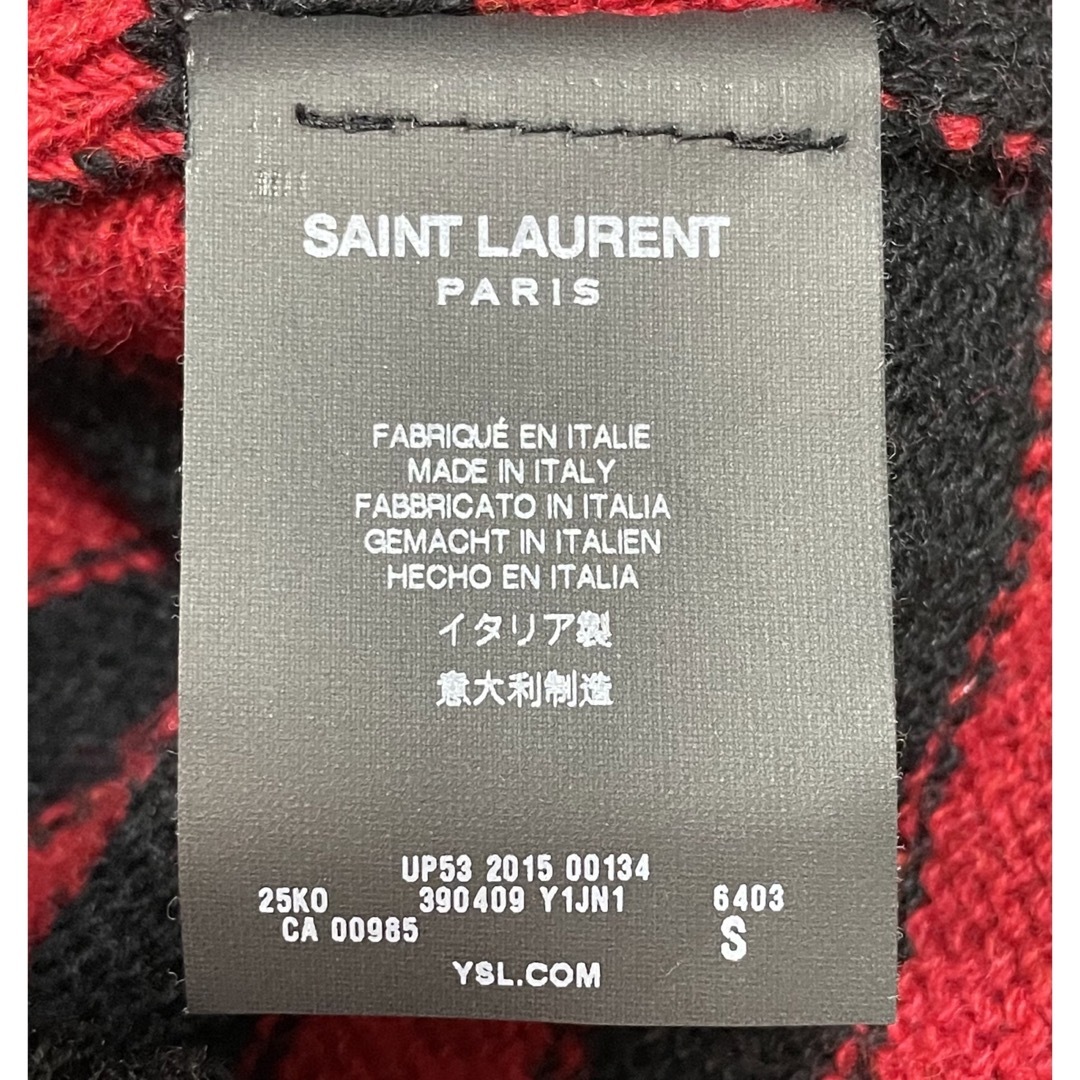 SAINT LAURENT
PARIS
FABRIQUÉ EN ITALIE
MADE IN ITALY
FABBRICATO IN ITALIA
GEMACHT IN ITALIEN
HECHO EN ITALIA
イタリア製
意大利制造
UP53 2015 00134
25KO 390409 Y1JN1 6403
CA 00985 S
YSL.COM